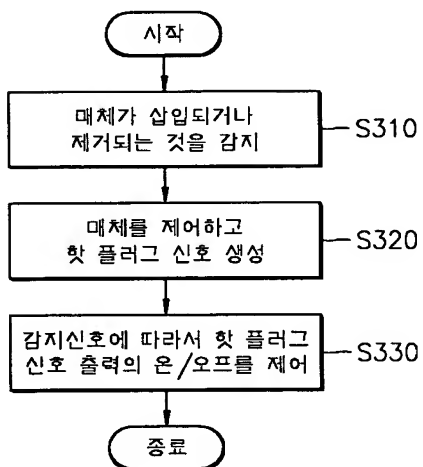 시작
매체가 삽입되거나
제거되는 것을 감지
S310
매체를 제어하고
핫 플러그 신호 생성
S320
감지신호에 따라서 핫 플러그
신호 출력의 온/오프를 제어
S330
종료